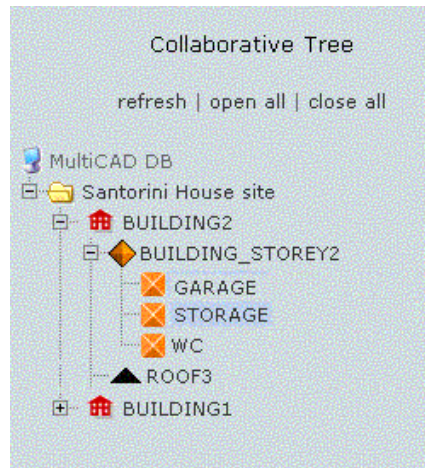 Collaborative Tree
refresh | open all | close all
MultiCAD DB
Santorini House site
BUILDING2
BUILDING_STOREY2
GARAGE
STORAGE
WC
ROOF3
BUILDING1